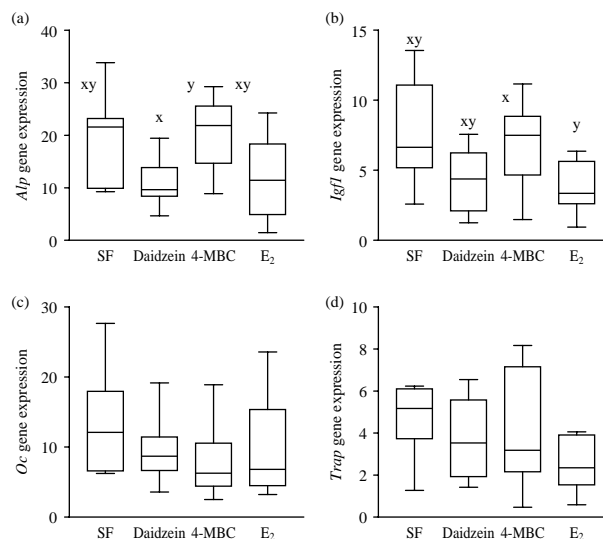 (a)
Alp gene expression
40
30
20
10
0
xy
x
y
xy
SF
Daidzein
4-MBC
E₂
(b)
Igf1 gene expression
15
10
5
0
xy
xy
x
y
SF
Daidzein
4-MBC
E₂
(c)
Oc gene expression
30
20
10
0
SF
Daidzein
4-MBC
E₂
(d)
Trap gene expression
10
8
6
4
2
0
SF
Daidzein
4-MBC
E₂